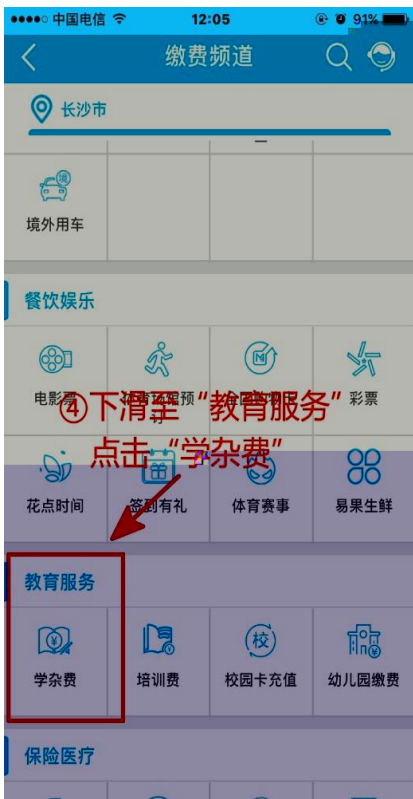 中国电信 12:05 91%
缴费频道
长沙市
境外用车
餐饮娱乐
电影票 彩票
④下滑至“教育服务”
点击“学杂费”
花点时间 签到有礼 体育赛事 易果生鲜
教育服务
学杂费 培训费 校园卡充值 幼儿园缴费
保险医疗